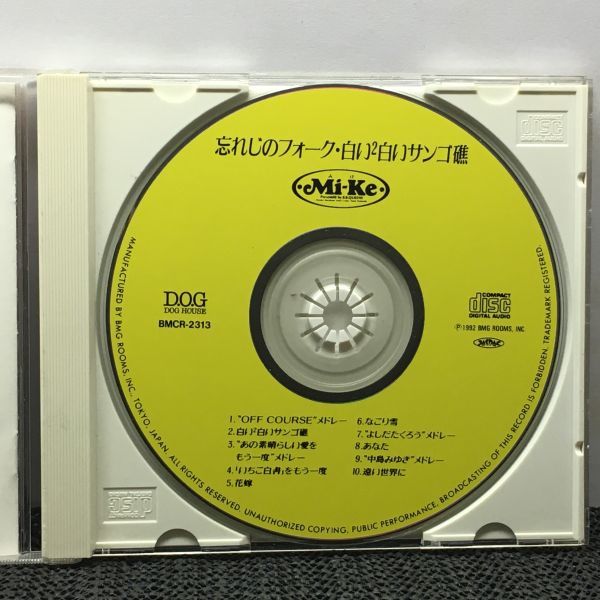 忘れじのフォーク・白い²白いサンゴ礁
Mi-Ke
D.O.G
DOG HOUSE
BMCR-2313
COMPACT
disc
DIGITAL AUDIO
Ⓟ1992 BMG ROOMS, INC
1. "OFF COURSE"メドレー
2. 白い²白いサンゴ礁
3. "あの素晴らしい愛を
もう一度"メドレー
4. 「いちご白書」をもう一度
5. 花嫁
6. なごり雪
7. "よしだたくろう"メドレー
8. あなた
9. "中島みゆき"メドレー
10. 遠い世界に
MANUFACTURED BY BMG ROOMS, INC., TOKYO, JAPAN. ALL RIGHTS RESERVED. UNAUTHORIZED COPYING, PUBLIC PERFORMANCE, BROADCASTING OF THIS RECORD IS FORBIDDEN. TRADEMARK REGISTERED.
disc
disc